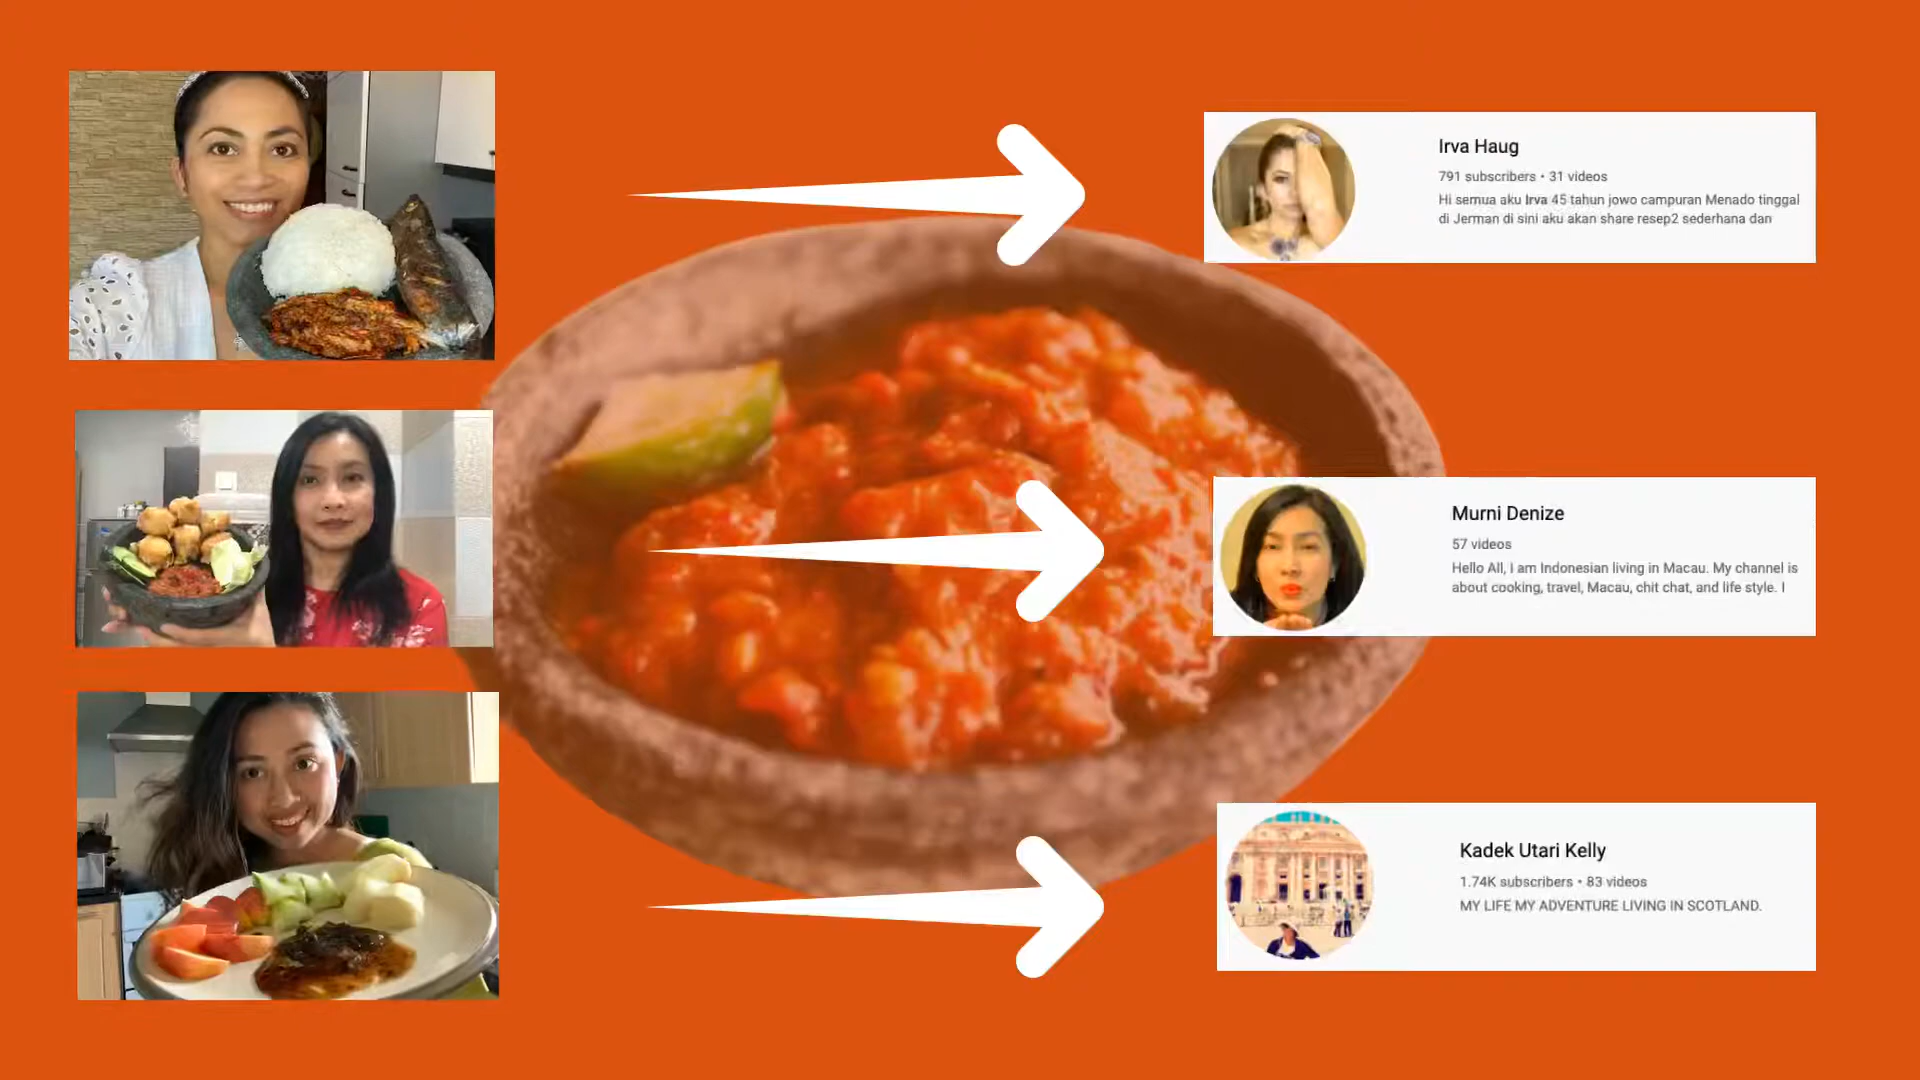 Irva Haug
791 subscribers • 31 videos
Hi semua aku Irva 45 tahun jowo campuran Menado tinggal
di Jerman di sini aku akan share resep2 sederhana dan
Murni Denize
57 videos
Hello All, i am Indonesian living in Macau. My channel is
about cooking, travel, Macau, chit chat, and life style. I
Kadek Utari Kelly
1.74K subscribers • 83 videos
MY LIFE MY ADVENTURE LIVING IN SCOTLAND.